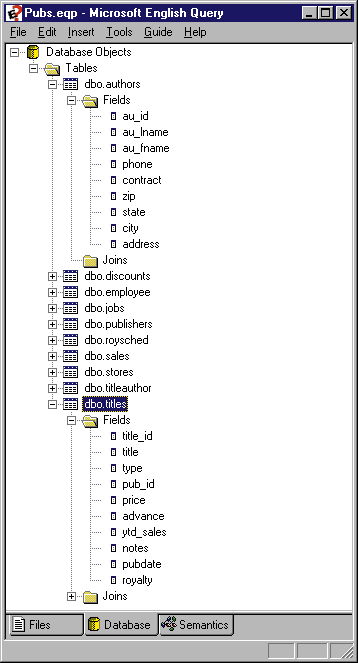 Pubs.eqp - Microsoft English Query
File Edit Insert Tools Guide Help
Database Objects
Tables
dbo.authors
Fields
au_id
au_lname
au_fname
phone
contract
zip
state
city
address
Joins
dbo.discounts
dbo.employee
dbo.jobs
dbo.publishers
dbo.roysched
dbo.sales
dbo.stores
dbo.titleauthor
dbo.titles
Fields
title_id
title
type
pub_id
price
advance
ytd_sales
notes
pubdate
royalty
Joins
Files Database Semantics